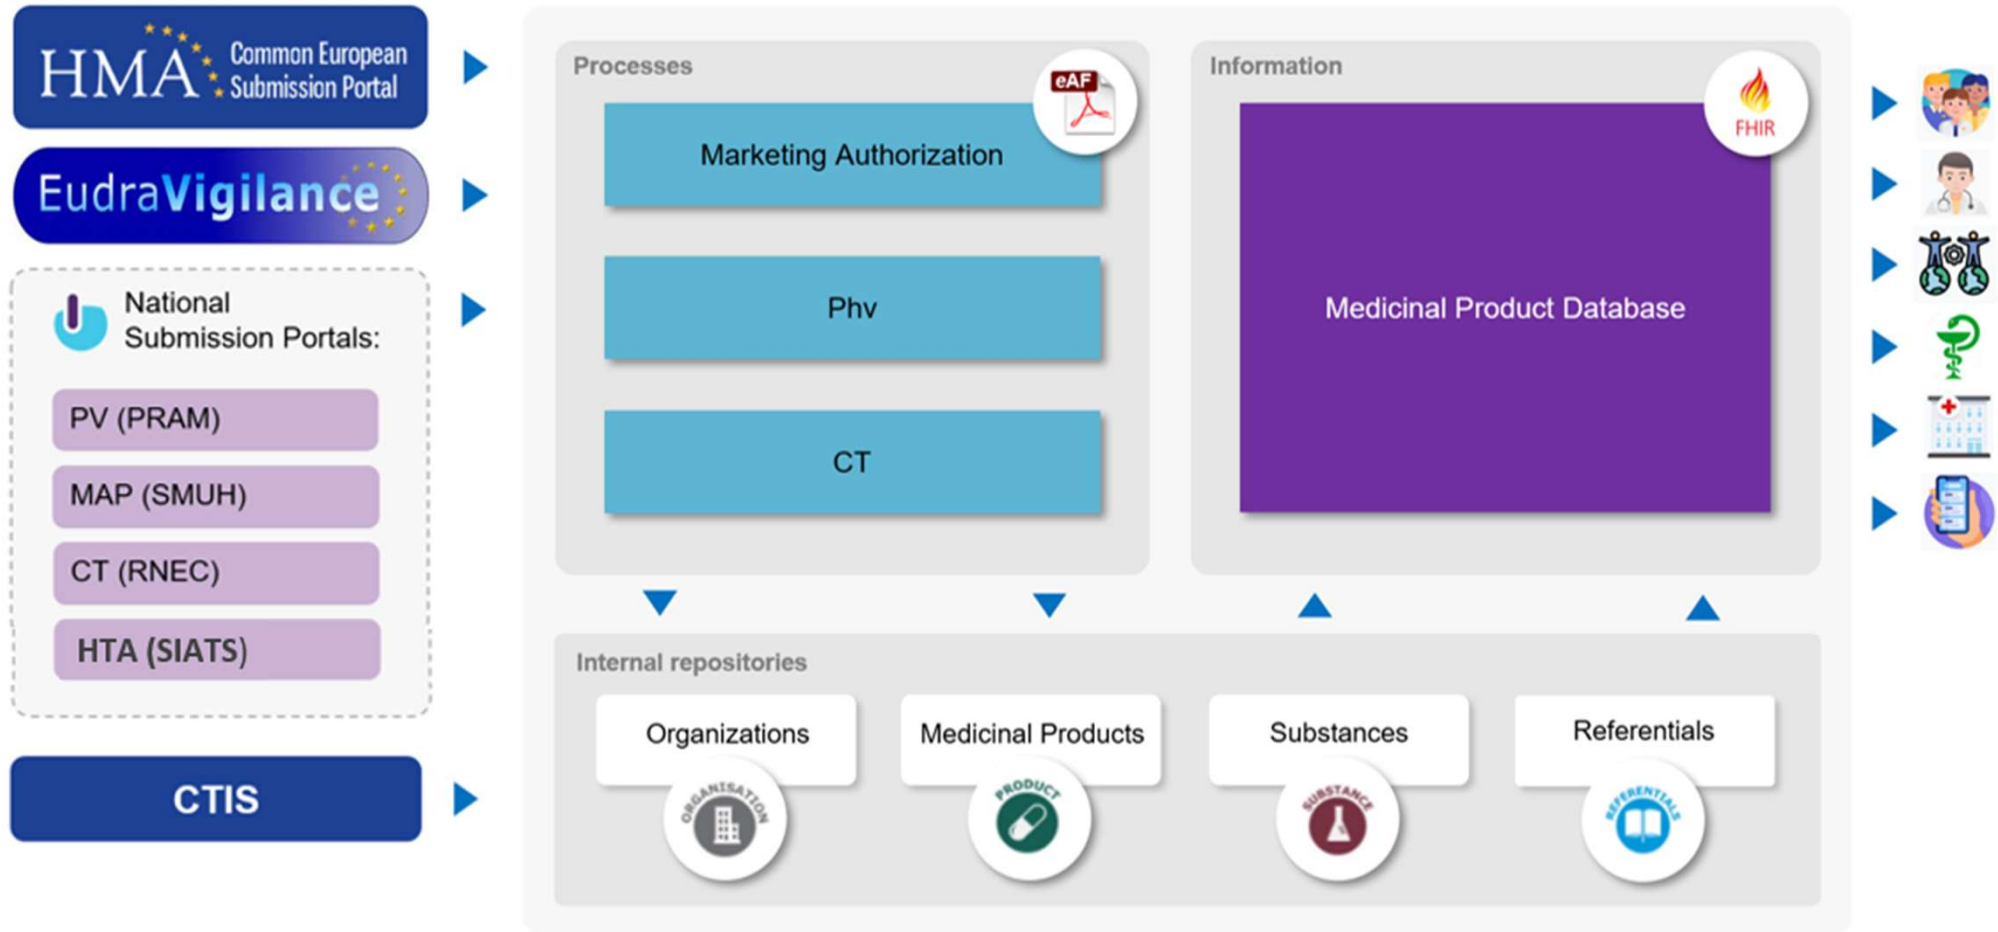 HMA Common European
Submission Portal
EudraVigilance
National
Submission Portals:
PV (PRAM)
MAP (SMUH)
CT (RNEC)
HTA (SIATS)
CTIS
Processes
eAF
Marketing Authorization
Phv
CT
Information
FHIR
Medicinal Product Database
Internal repositories
Organizations
ORGANISATION
Medicinal Products
PRODUCT
Substances
SUBSTANCE
Referentials
REFERENTIALS